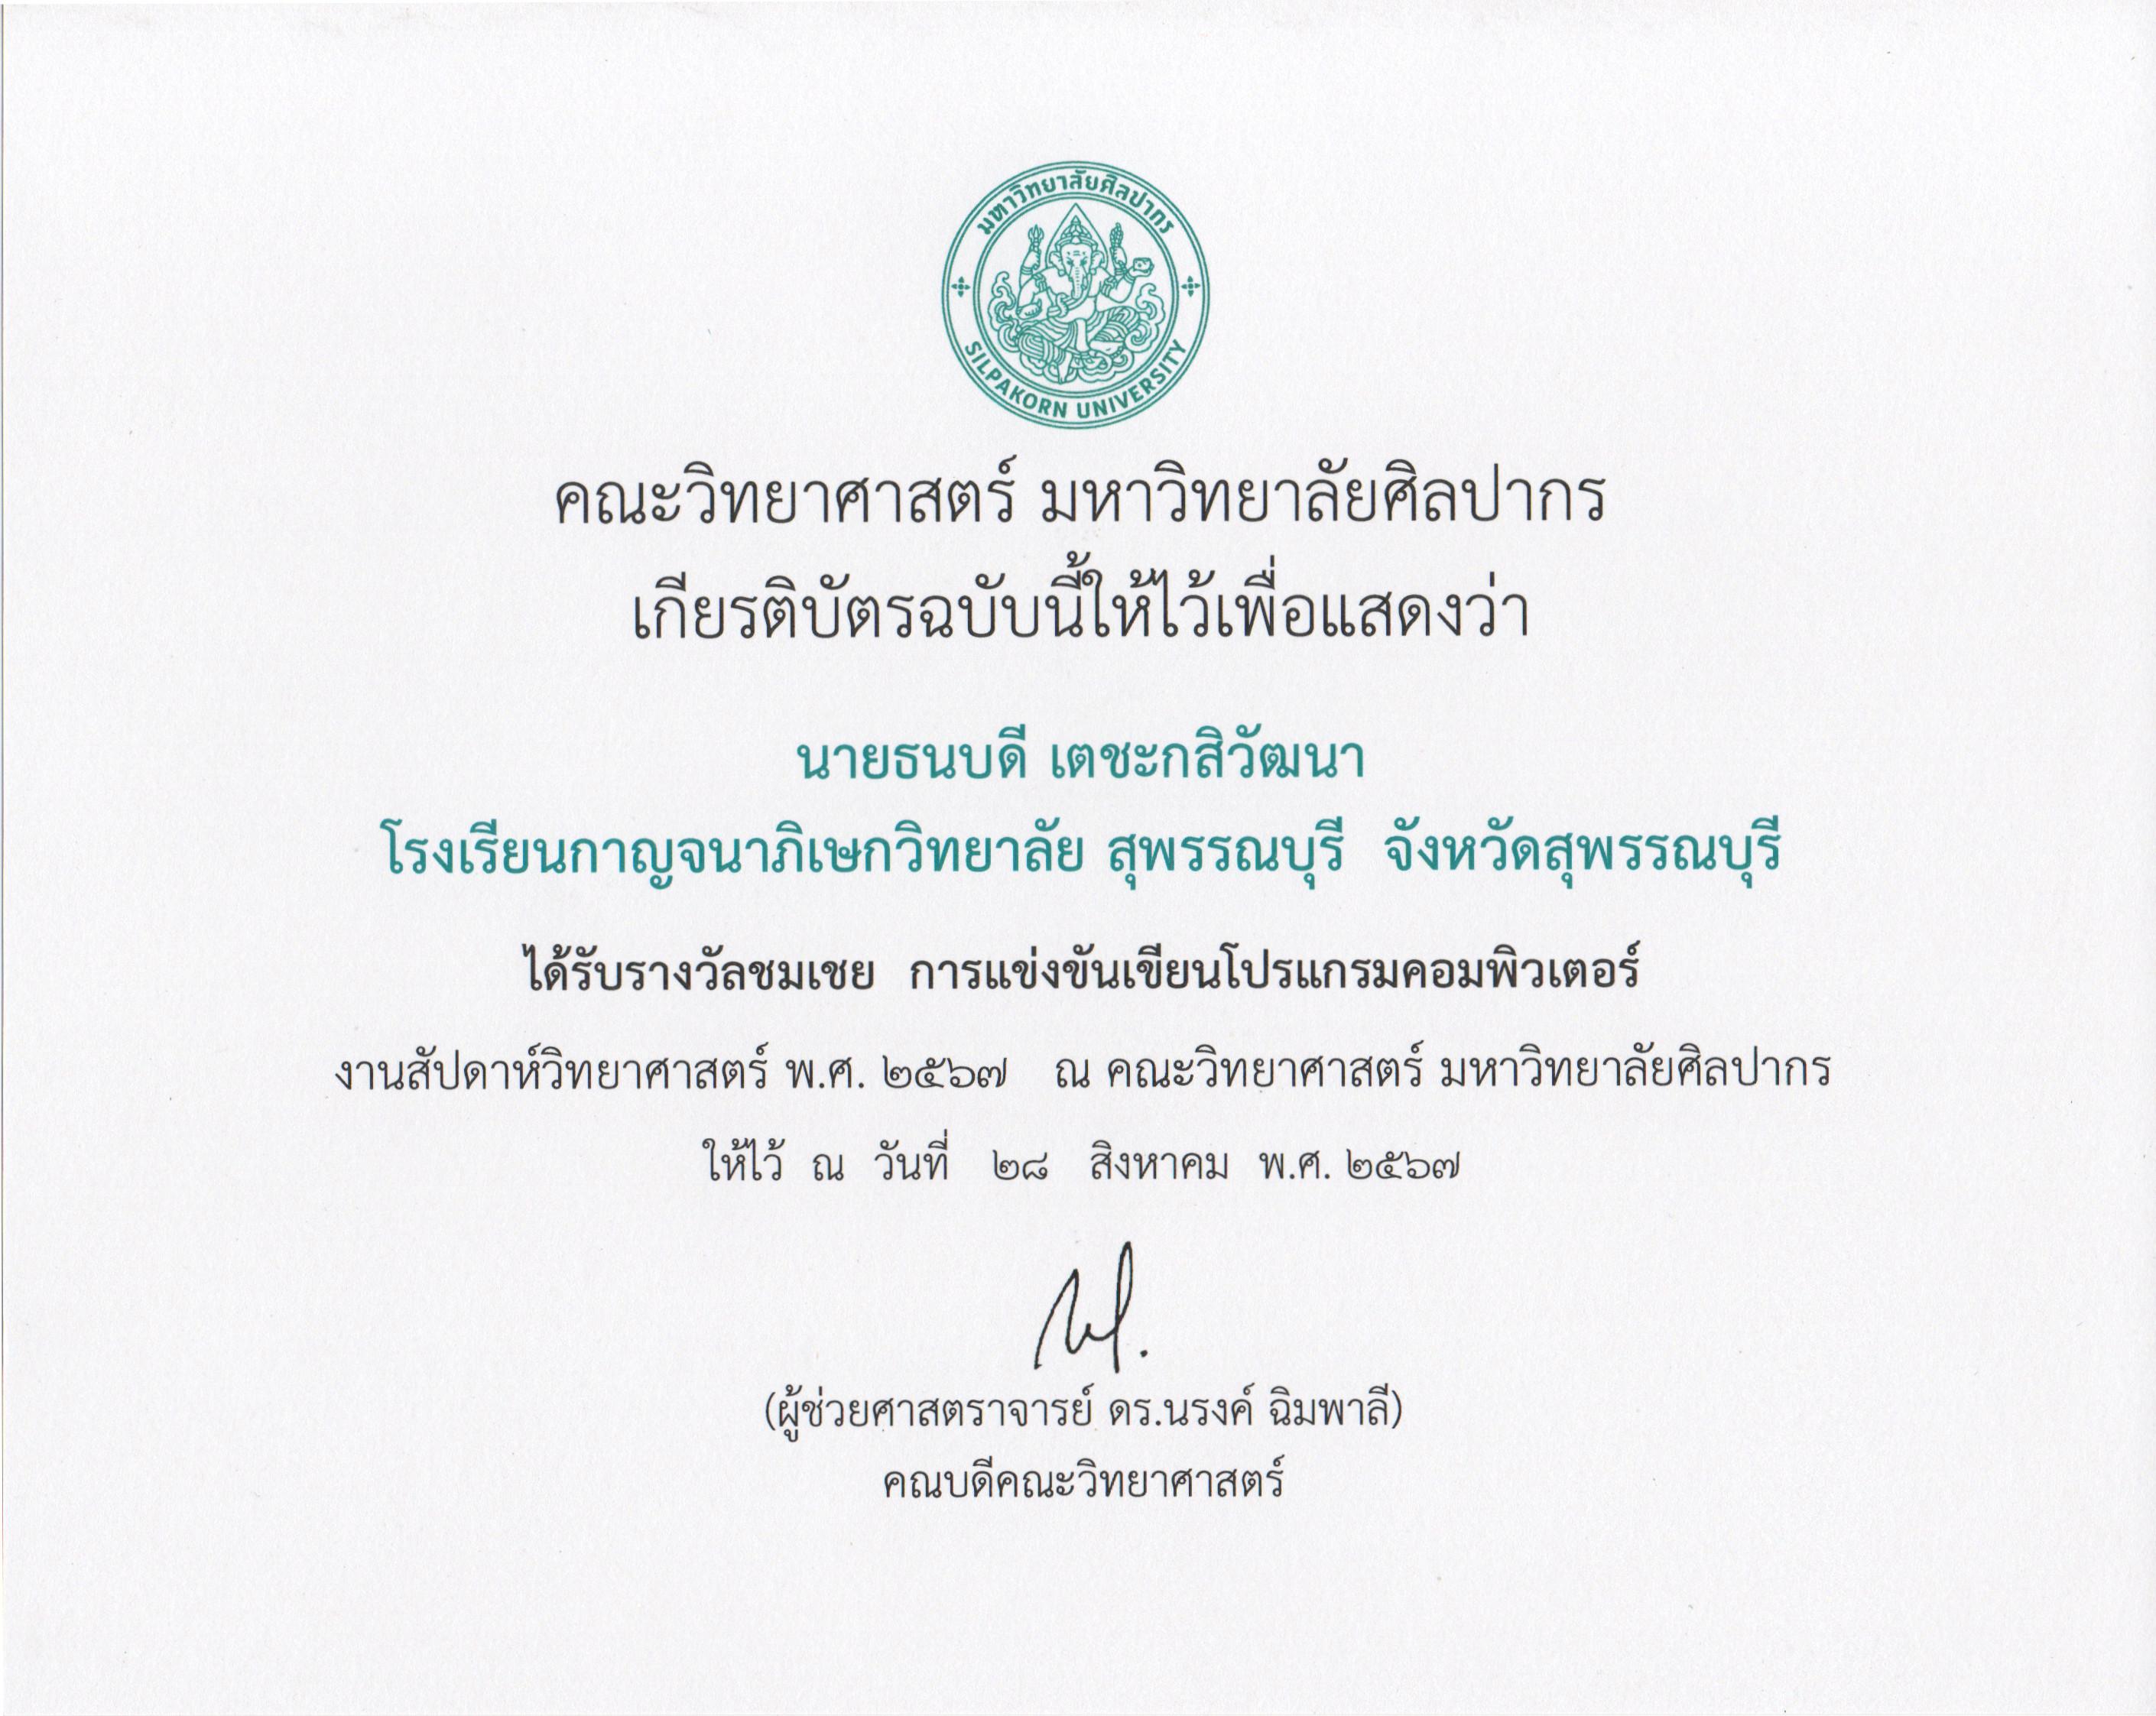 มหาวิทยาลัยศิลปากร
SILPAKORN UNIVERSITY
คณะวิทยาศาสตร์ มหาวิทยาลัยศิลปากร
เกียรติบัตรฉบับนี้ให้ไว้เพื่อแสดงว่า
นายธนบดี เตชะกสิวัฒนา
โรงเรียนกาญจนาภิเษกวิทยาลัย สุพรรณบุรี จังหวัดสุพรรณบุรี
ได้รับรางวัลชมเชย การแข่งขันเขียนโปรแกรมคอมพิวเตอร์
งานสัปดาห์วิทยาศาสตร์ พ.ศ. ๒๕๖๗ ณ คณะวิทยาศาสตร์ มหาวิทยาลัยศิลปากร
ให้ไว้ ณ วันที่ ๒๘ สิงหาคม พ.ศ. ๒๕๖๗
(ผู้ช่วยศาสตราจารย์ ดร.นรงค์ ฉิมพาลี)
คณบดีคณะวิทยาศาสตร์